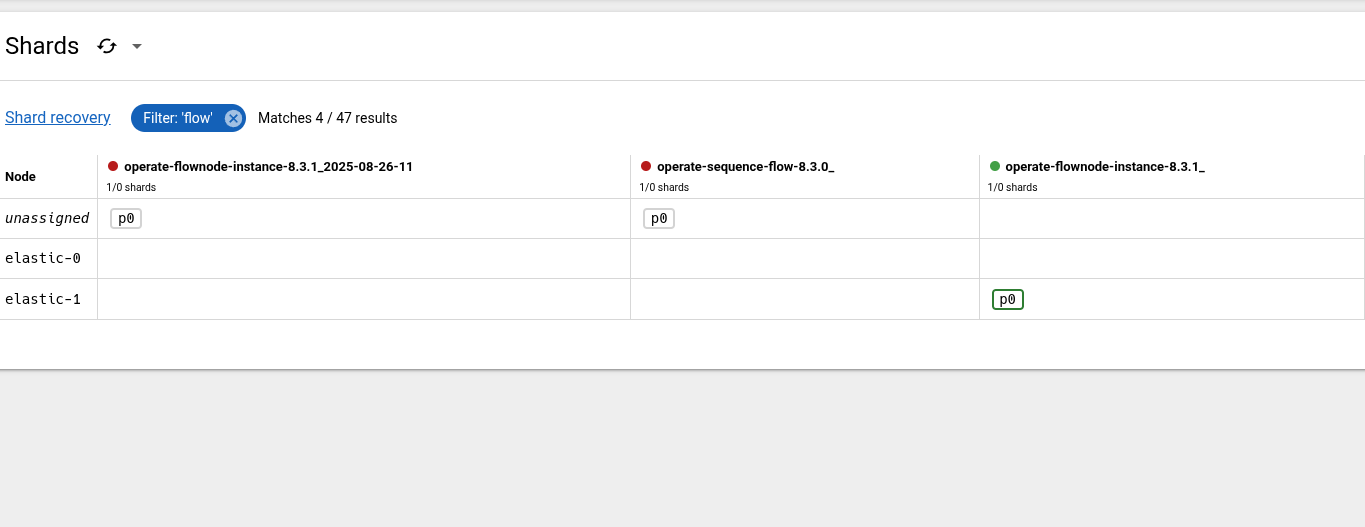 Shards
Shard recovery Filter: 'flow' Matches 4 / 47 results
Node operate-flownode-instance-8.3.1_2025-08-26-11 operate-sequence-flow-8.3.0_ operate-flownode-instance-8.3.1_
1/0 shards 1/0 shards 1/0 shards
unassigned p0 p0
elastic-0
elastic-1 p0